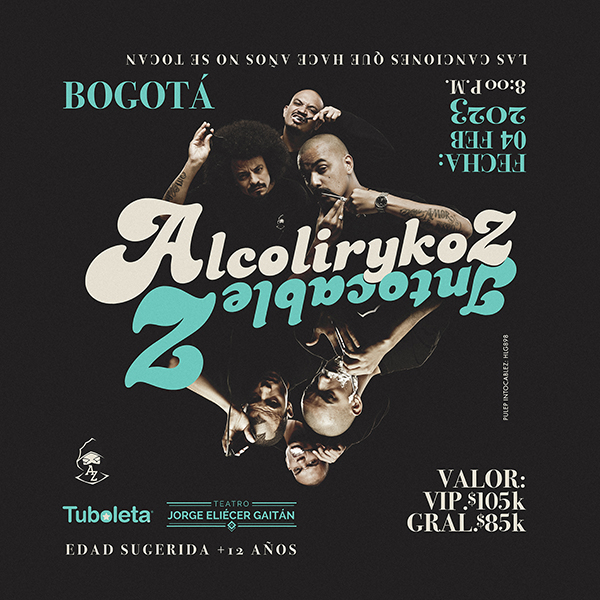 LAS CANCIONES QUE HACE AÑOS NO SE TOCAN
BOGOTÁ
FECHA:
04 FEB
2023
8:00 P.M.
AlcolirykoZ
IntocableZ
PULEP INTOCABLEZ: HLG898
AZ
VALOR:
VIP.$105k
GRAL.$85k
Tuboleta
TEATRO
JORGE ELIÉCER GAITÁN
EDAD SUGERIDA +12 AÑOS
AMOR